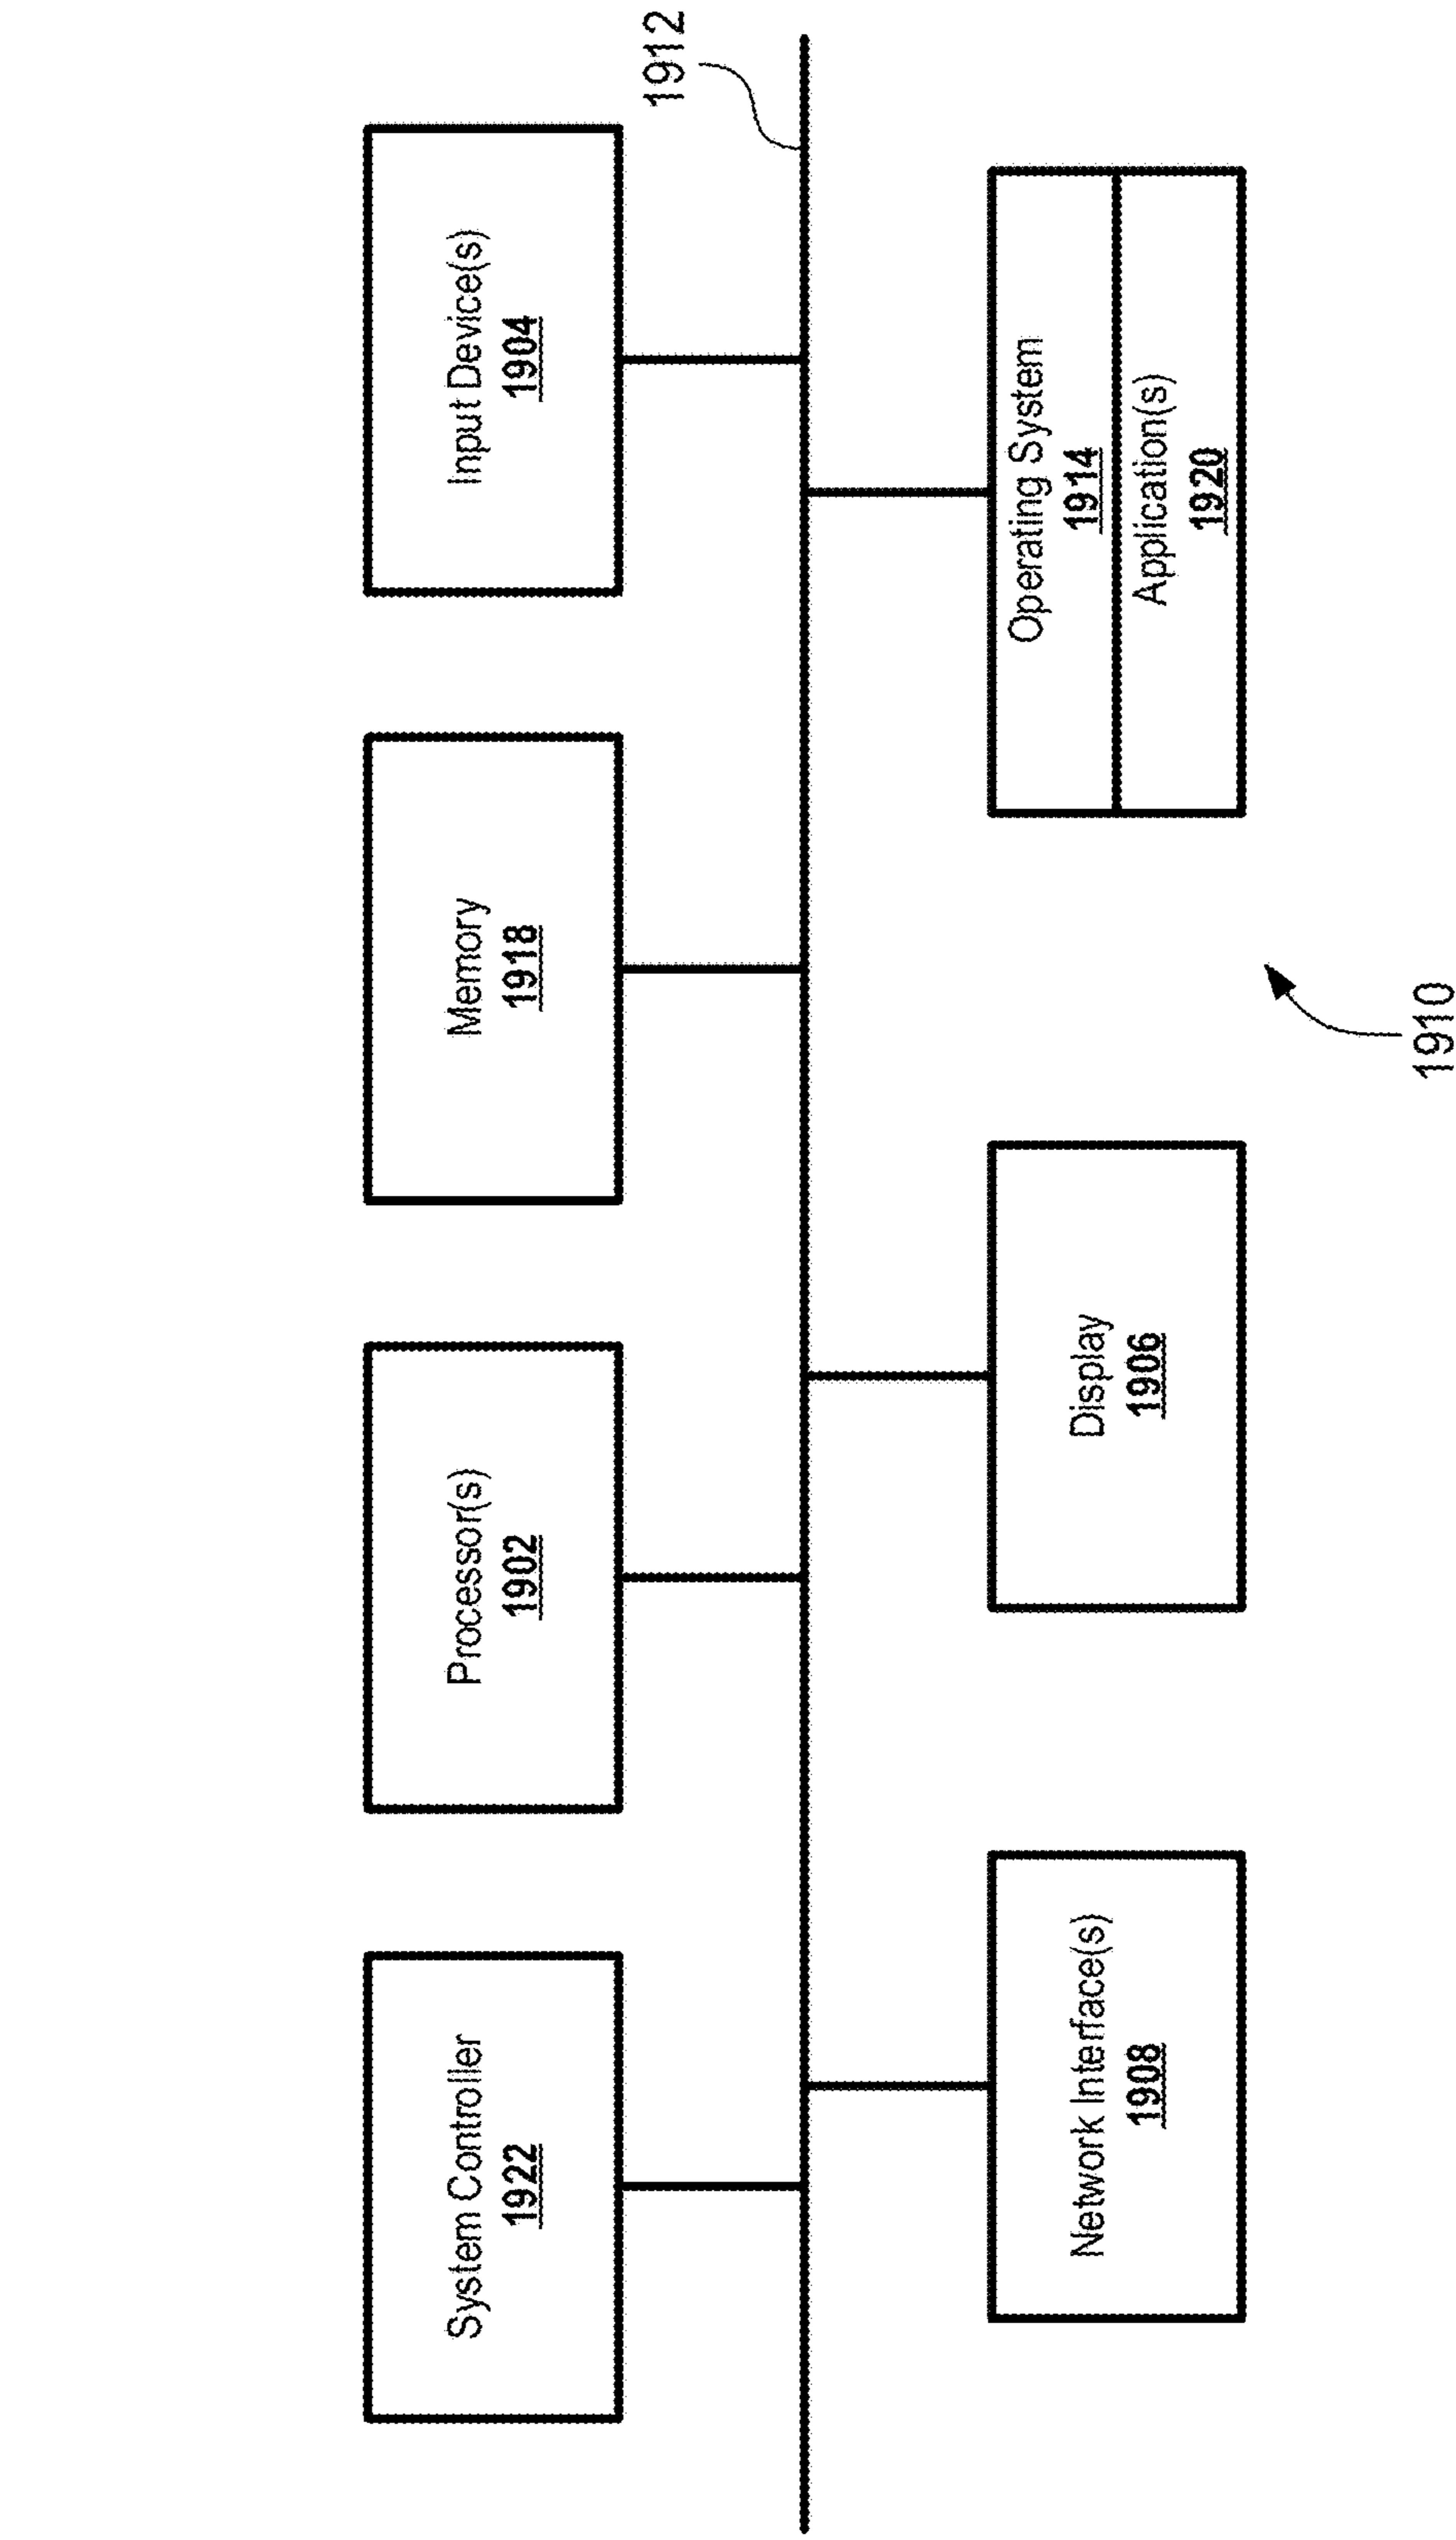 System Controller
1922
Processor(s)
1902
Memory
1918
Input Device(s)
1904
1912
Network Interface(s)
1908
Display
1906
Operating System
1914
Application(s)
1920
1910